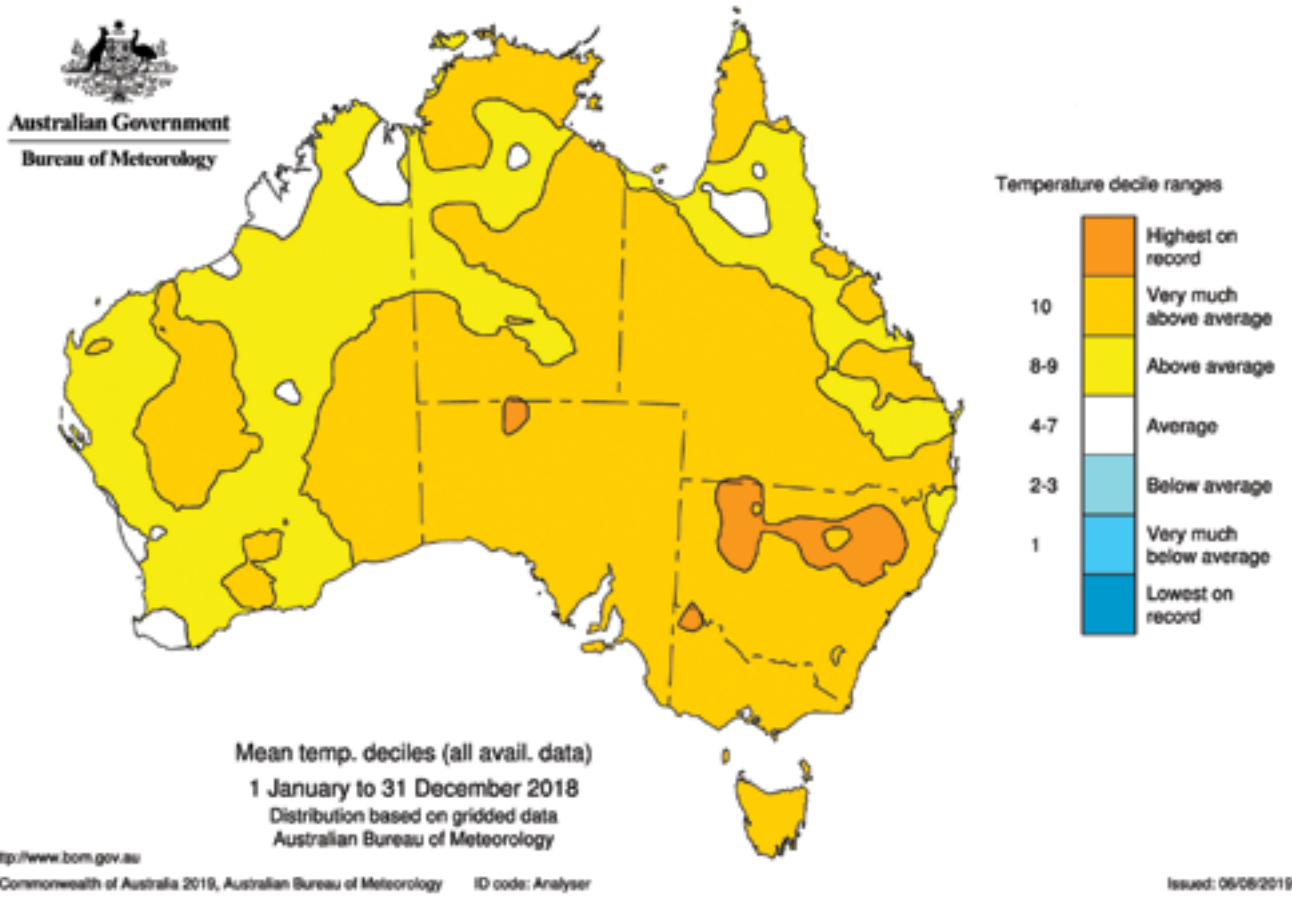 Australian Government
Bureau of Meteorology
Temperature decile ranges
Highest on
record
10
Very much
above average
8-9
Above average
4-7
Average
2-3
Below average
1
Very much
below average
Lowest on
record
Mean temp. deciles (all avail. data)
1 January to 31 December 2018
Distribution based on gridded data
Australian Bureau of Meteorology
ttp://www.bom.gov.au
Commonwealth of Australia 2019, Australian Bureau of Meteorology
ID code: Analyser
Issued: 06/08/2019